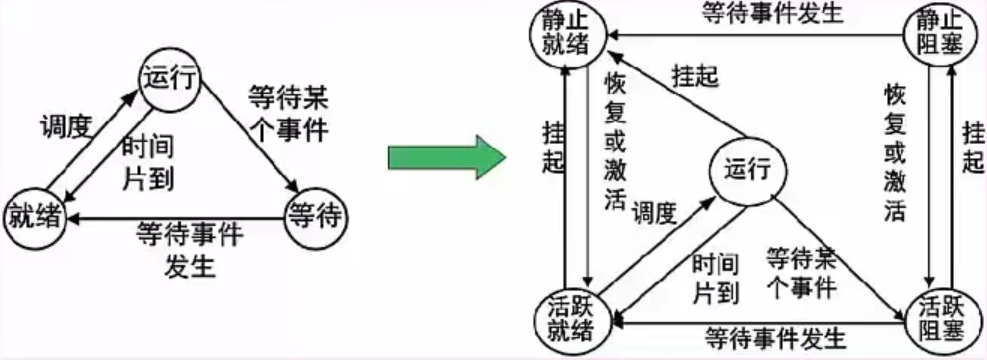 运行
等待某
个事件
调度
时间
片到
就绪
等待
等待事件
发生
静止
就绪
等待事件发生
静止
阻塞
挂起
挂
起
恢
复
或
激
活
恢
复
或
激
活
挂
起
运行
调度
时间
片到
等待某
个事件
活跃
就绪
等待事件发生
活跃
阻塞